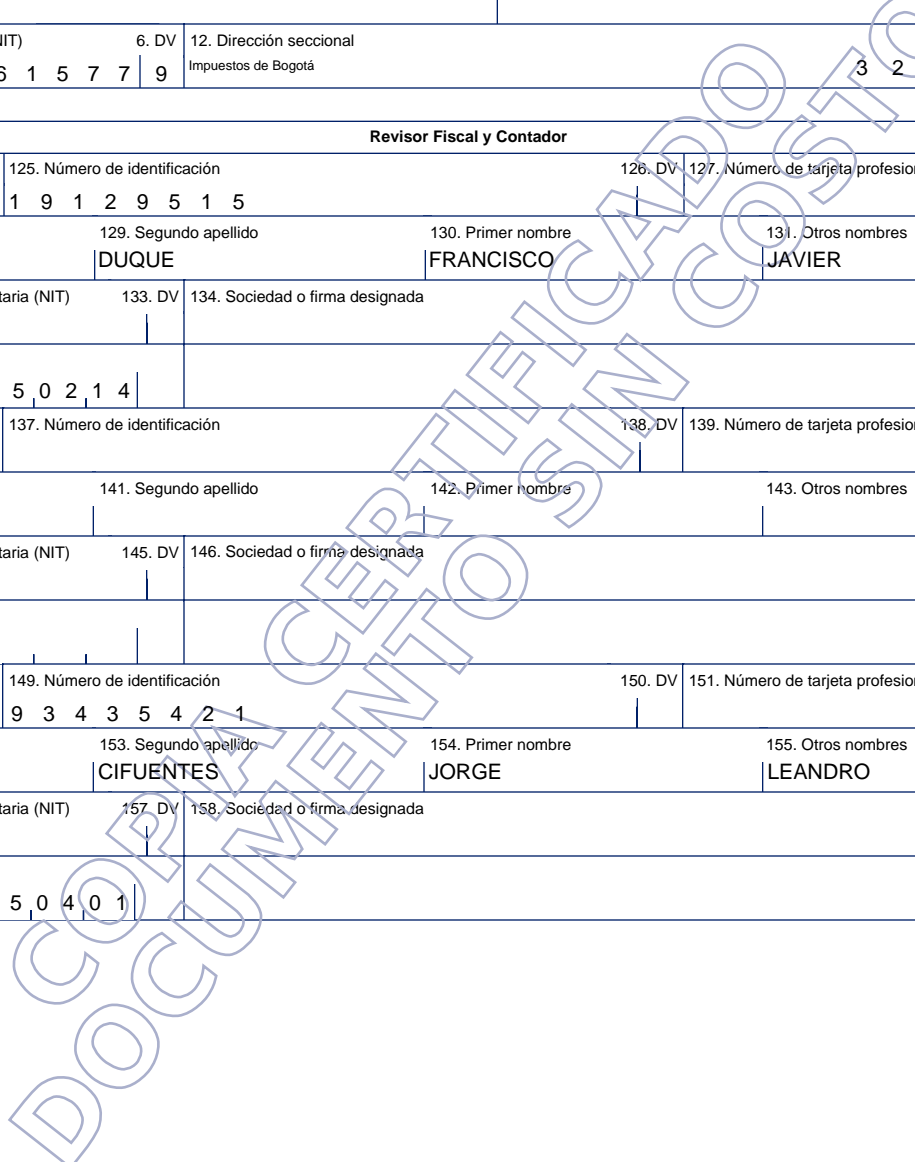 NIT) 6. DV 12. Dirección seccional
6 1 5 7 7 9 Impuestos de Bogotá 3 2
Revisor Fiscal y Contador
125. Número de identificación 126. DV 127. Número de tarjeta profesion
1 9 1 2 9 5 1 5
129. Segundo apellido 130. Primer nombre 131. Otros nombres
DUQUE FRANCISCO JAVIER
taria (NIT) 133. DV 134. Sociedad o firma designada
5 0 2 1 4
137. Número de identificación 138. DV 139. Número de tarjeta profesion
141. Segundo apellido 142. Primer nombre 143. Otros nombres
taria (NIT) 145. DV 146. Sociedad o firma designada
149. Número de identificación 150. DV 151. Número de tarjeta profesion
9 3 4 3 5 4 2 1
153. Segundo apellido 154. Primer nombre 155. Otros nombres
CIFUENTES JORGE LEANDRO
taria (NIT) 157. DV 158. Sociedad o firma designada
5 0 4 0 1
COPIA CERTIFICADO
DOCUMENTO SIN COSTO